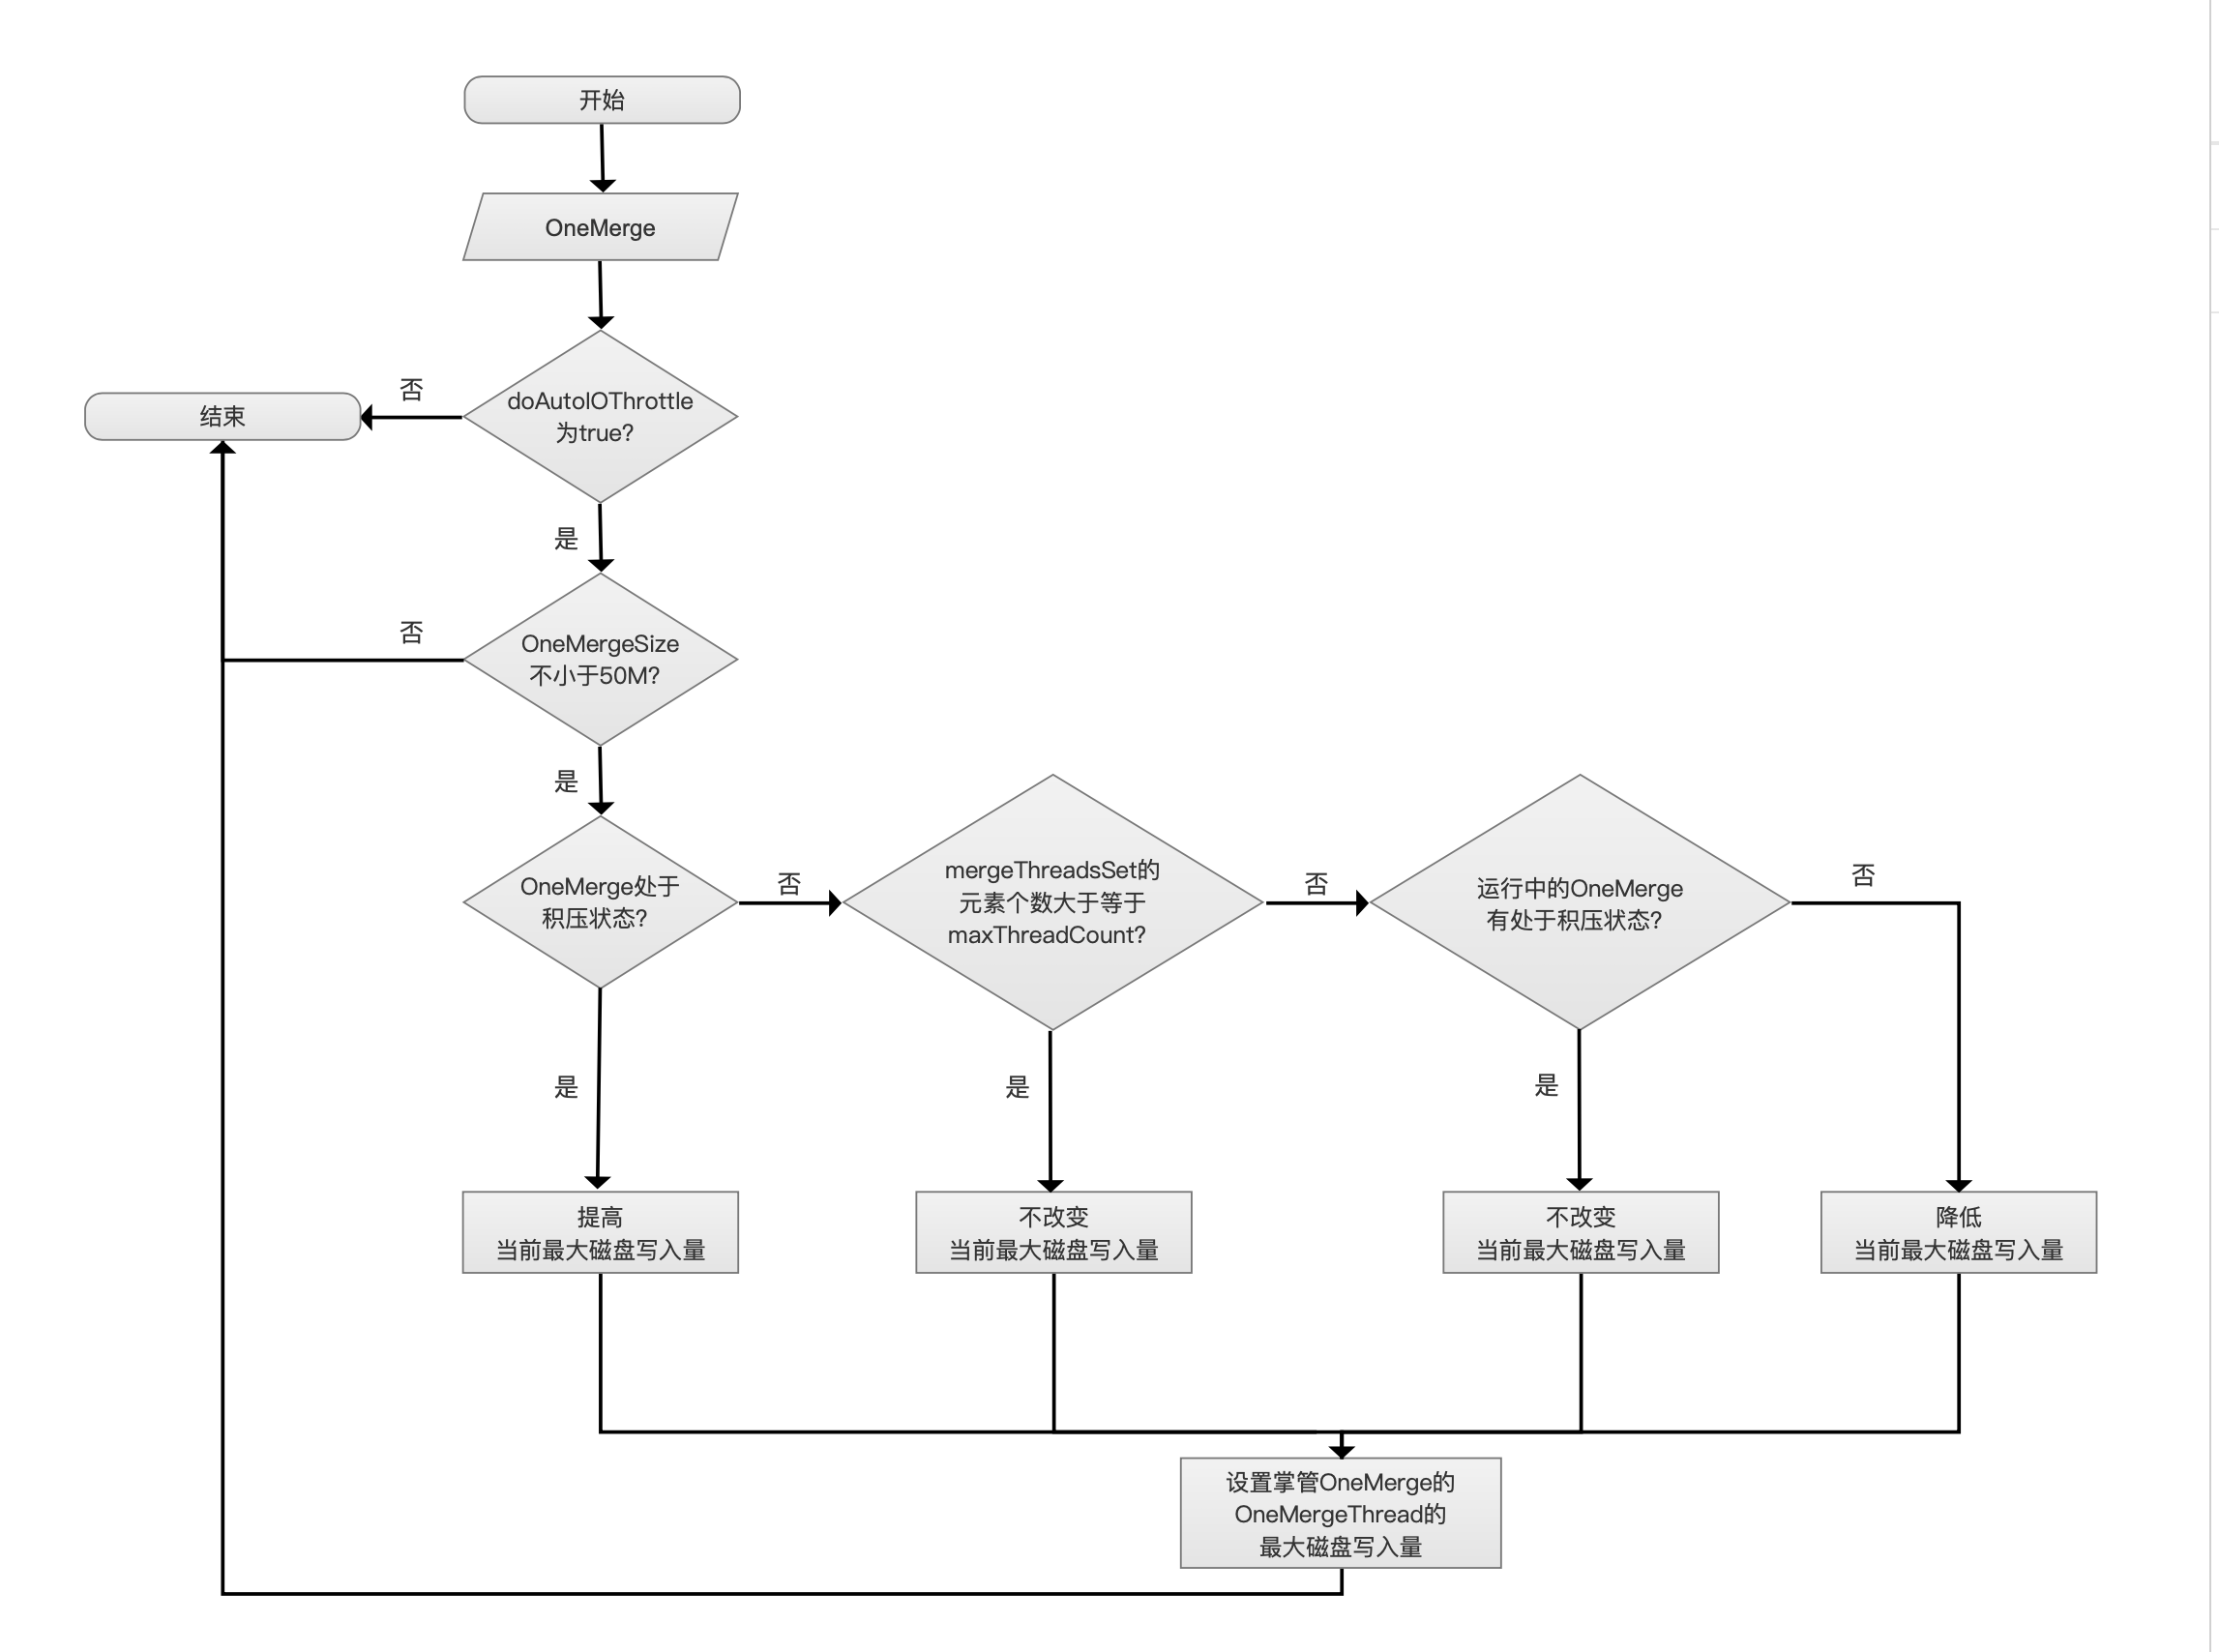 开始
OneMerge
doAutoIOThrottle
为true?
否
结束
是
OneMergeSize
不小于50M?
否
是
OneMerge处于
积压状态?
否
mergeThreadsSet的
元素个数大于等于
maxThreadCount?
否
运行中的OneMerge
有处于积压状态?
否
是
是
是
提高
当前最大磁盘写入量
不改变
当前最大磁盘写入量
不改变
当前最大磁盘写入量
降低
当前最大磁盘写入量
设置掌管OneMerge的
OneMergeThread的
最大磁盘写入量